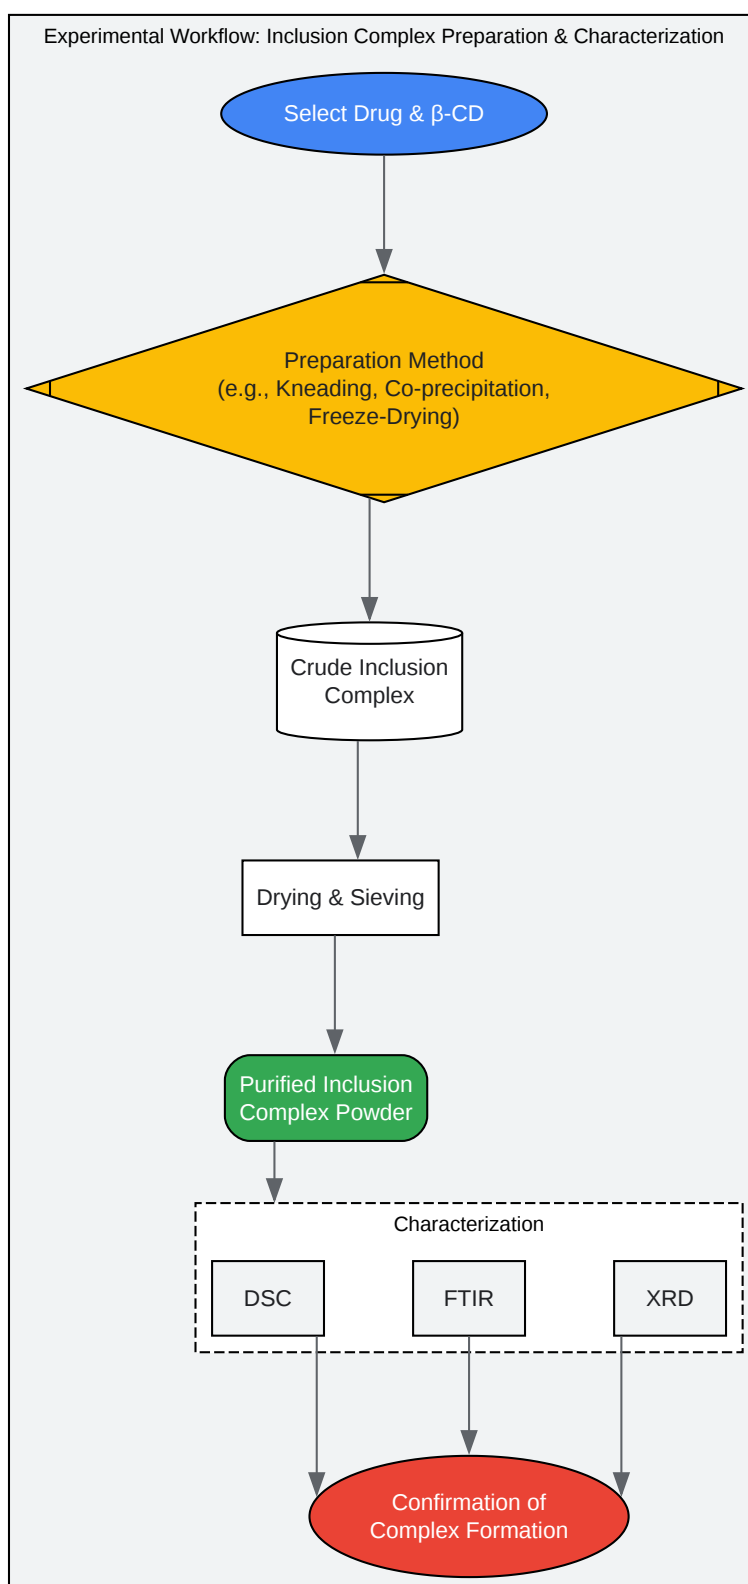 Experimental Workflow: Inclusion Complex Preparation & Characterization
Select Drug & β-CD
Preparation Method
(e.g., Kneading, Co-precipitation,
Freeze-Drying)
Crude Inclusion
Complex
Drying & Sieving
Purified Inclusion
Complex Powder
Characterization
DSC
FTIR
XRD
Confirmation of
Complex Formation